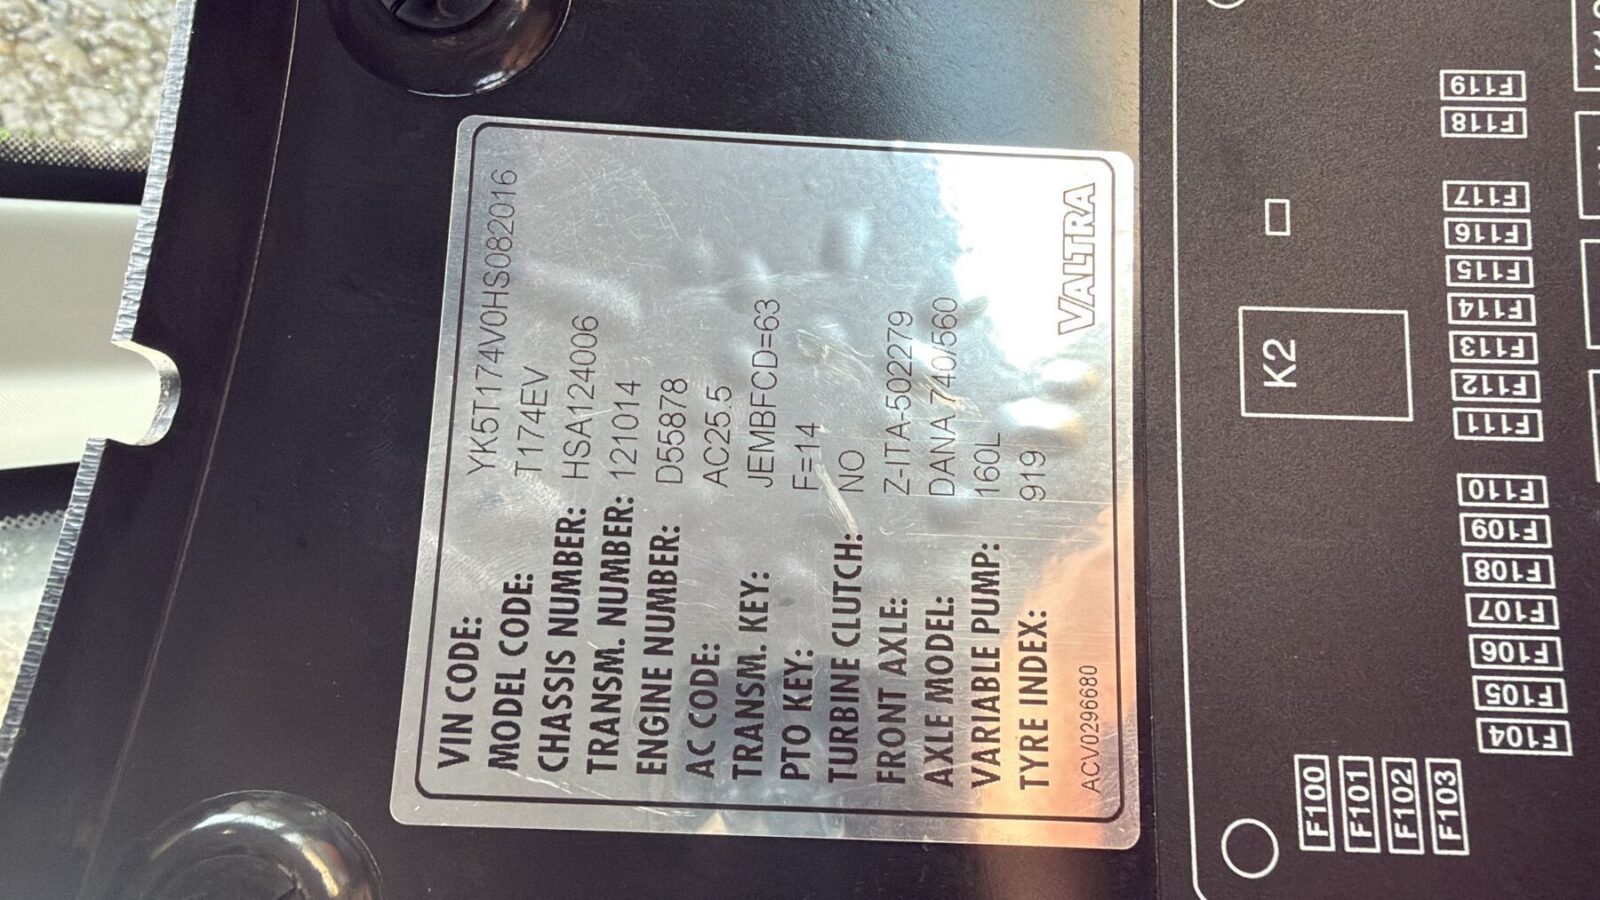 VIN CODE: YK5T174V0HS082016
MODEL CODE: T174EV
CHASSIS NUMBER: HSA124006
TRANSM. NUMBER: 121014
ENGINE NUMBER: D55878
AC CODE: AC25.5
TRANSM. KEY: JEMBFCD=63
PTO KEY: F=14
TURBINE CLUTCH: NO
FRONT AXLE: Z-ITA-502279
AXLE MODEL: DANA 740/560
VARIABLE PUMP: 160L
TYRE INDEX: 919
ACV0296680
VALTRA
K2
F100
F101
F102
F103
F104
F105
F106
F107
F108
F109
F110
F111
F112
F113
F114
F115
F116
F117
F118
F119